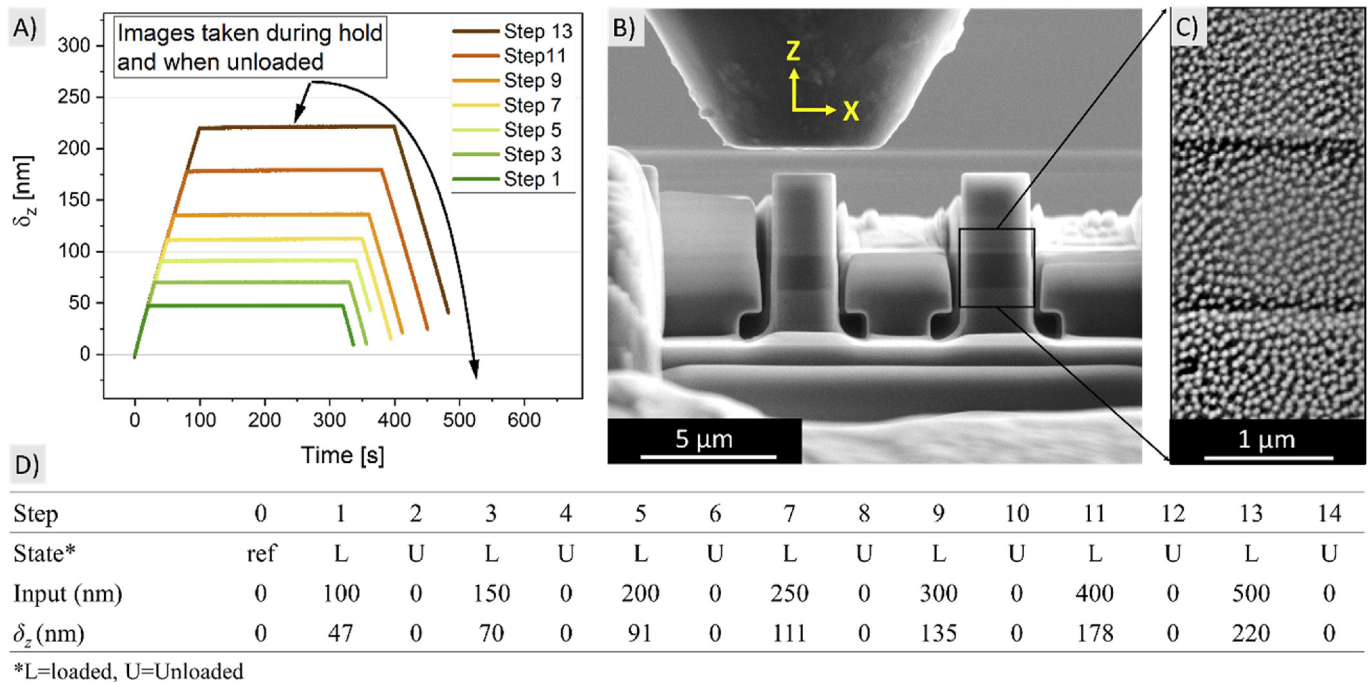 A)
Images taken during hold
and when unloaded
Step 13
Step11
Step 9
Step 7
Step 5
Step 3
Step 1
300
250
200
150
100
50
0
δz [nm]
0 100 200 300 400 500 600
Time [s]
B)
Z
X
5 μm
C)
1 μm
D)
Step 0 1 2 3 4 5 6 7 8 9 10 11 12 13 14
State* ref L U L U L U L U L U L U L U
Input (nm) 0 100 0 150 0 200 0 250 0 300 0 400 0 500 0
δz (nm) 0 47 0 70 0 91 0 111 0 135 0 178 0 220 0
*L=loaded, U=Unloaded